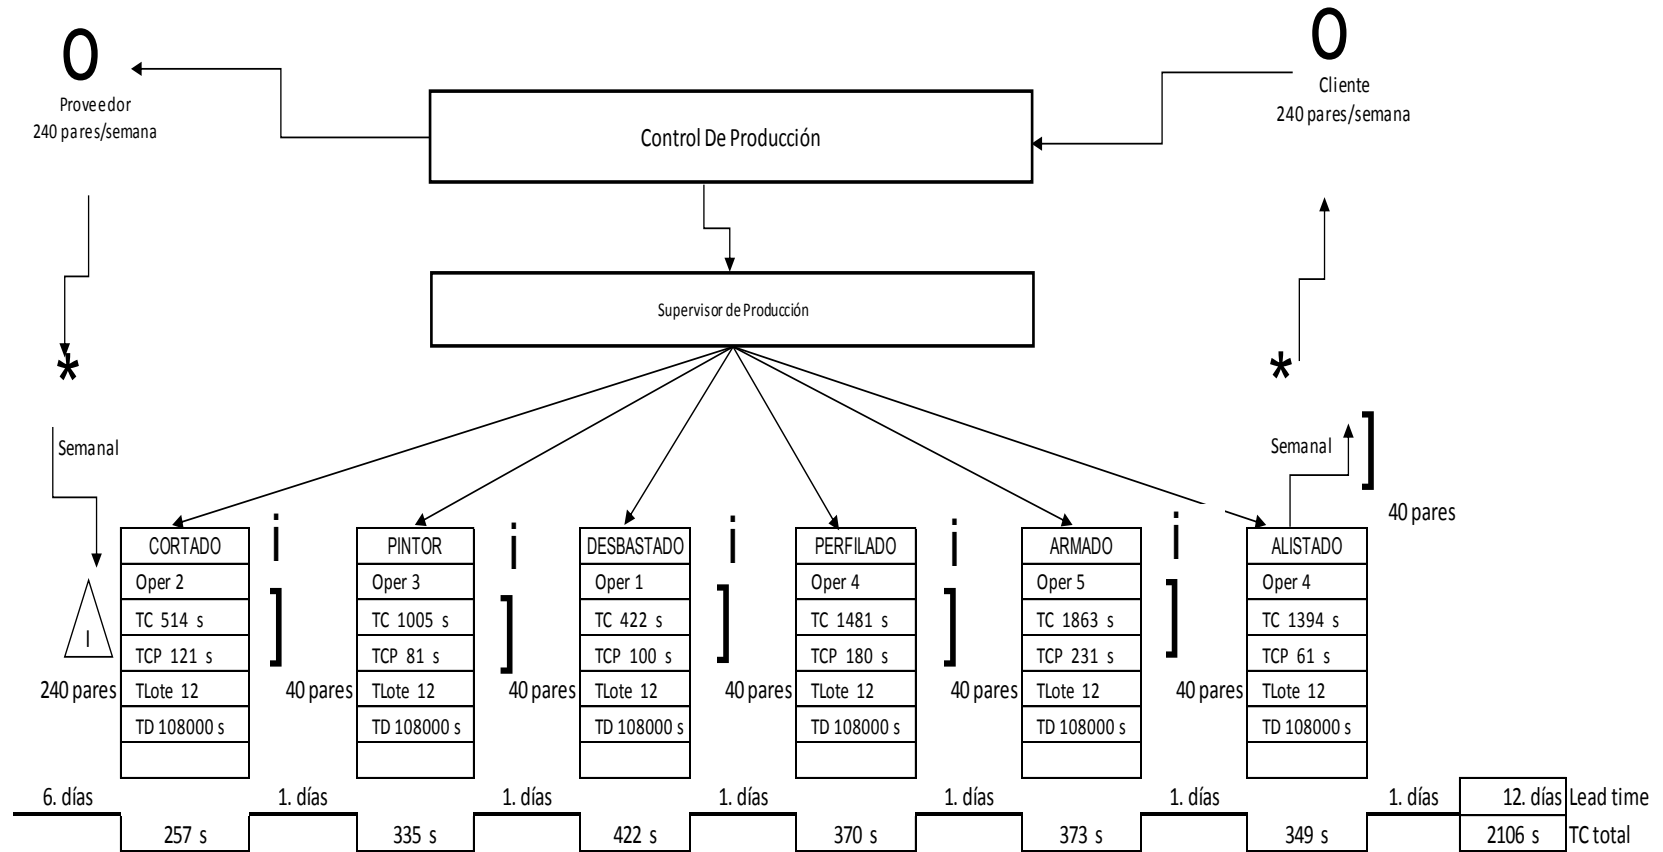 Proveedor
240 pares/semana
Cliente
240 pares/semana
Control De Producción
Supervisor de Producción
Semanal
Semanal
40 pares
I
240 pares
CORTADO
Oper 2
TC 514 s
TCP 121 s
TLote 12
TD 108000 s
i
]
40 pares
PINTOR
Oper 3
TC 1005 s
TCP 81 s
TLote 12
TD 108000 s
i
]
40 pares
DESBASTADO
Oper 1
TC 422 s
TCP 100 s
TLote 12
TD 108000 s
i
]
40 pares
PERFILADO
Oper 4
TC 1481 s
TCP 180 s
TLote 12
TD 108000 s
i
]
40 pares
ARMADO
Oper 5
TC 1863 s
TCP 231 s
TLote 12
TD 108000 s
i
]
40 pares
ALISTADO
Oper 4
TC 1394 s
TCP 61 s
TLote 12
TD 108000 s
6. días
1. días
1. días
1. días
1. días
1. días
1. días
12. días Lead time
257 s
335 s
422 s
370 s
373 s
349 s
2106 s TC total